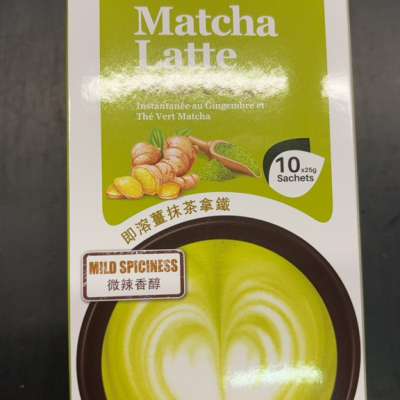 Matcha
Latte
Instantanée au Gingembre et
Thé Vert Matcha
10 x25g
Sachets
即溶薑抹茶拿鐵
MILD SPICINESS
微辣香醇